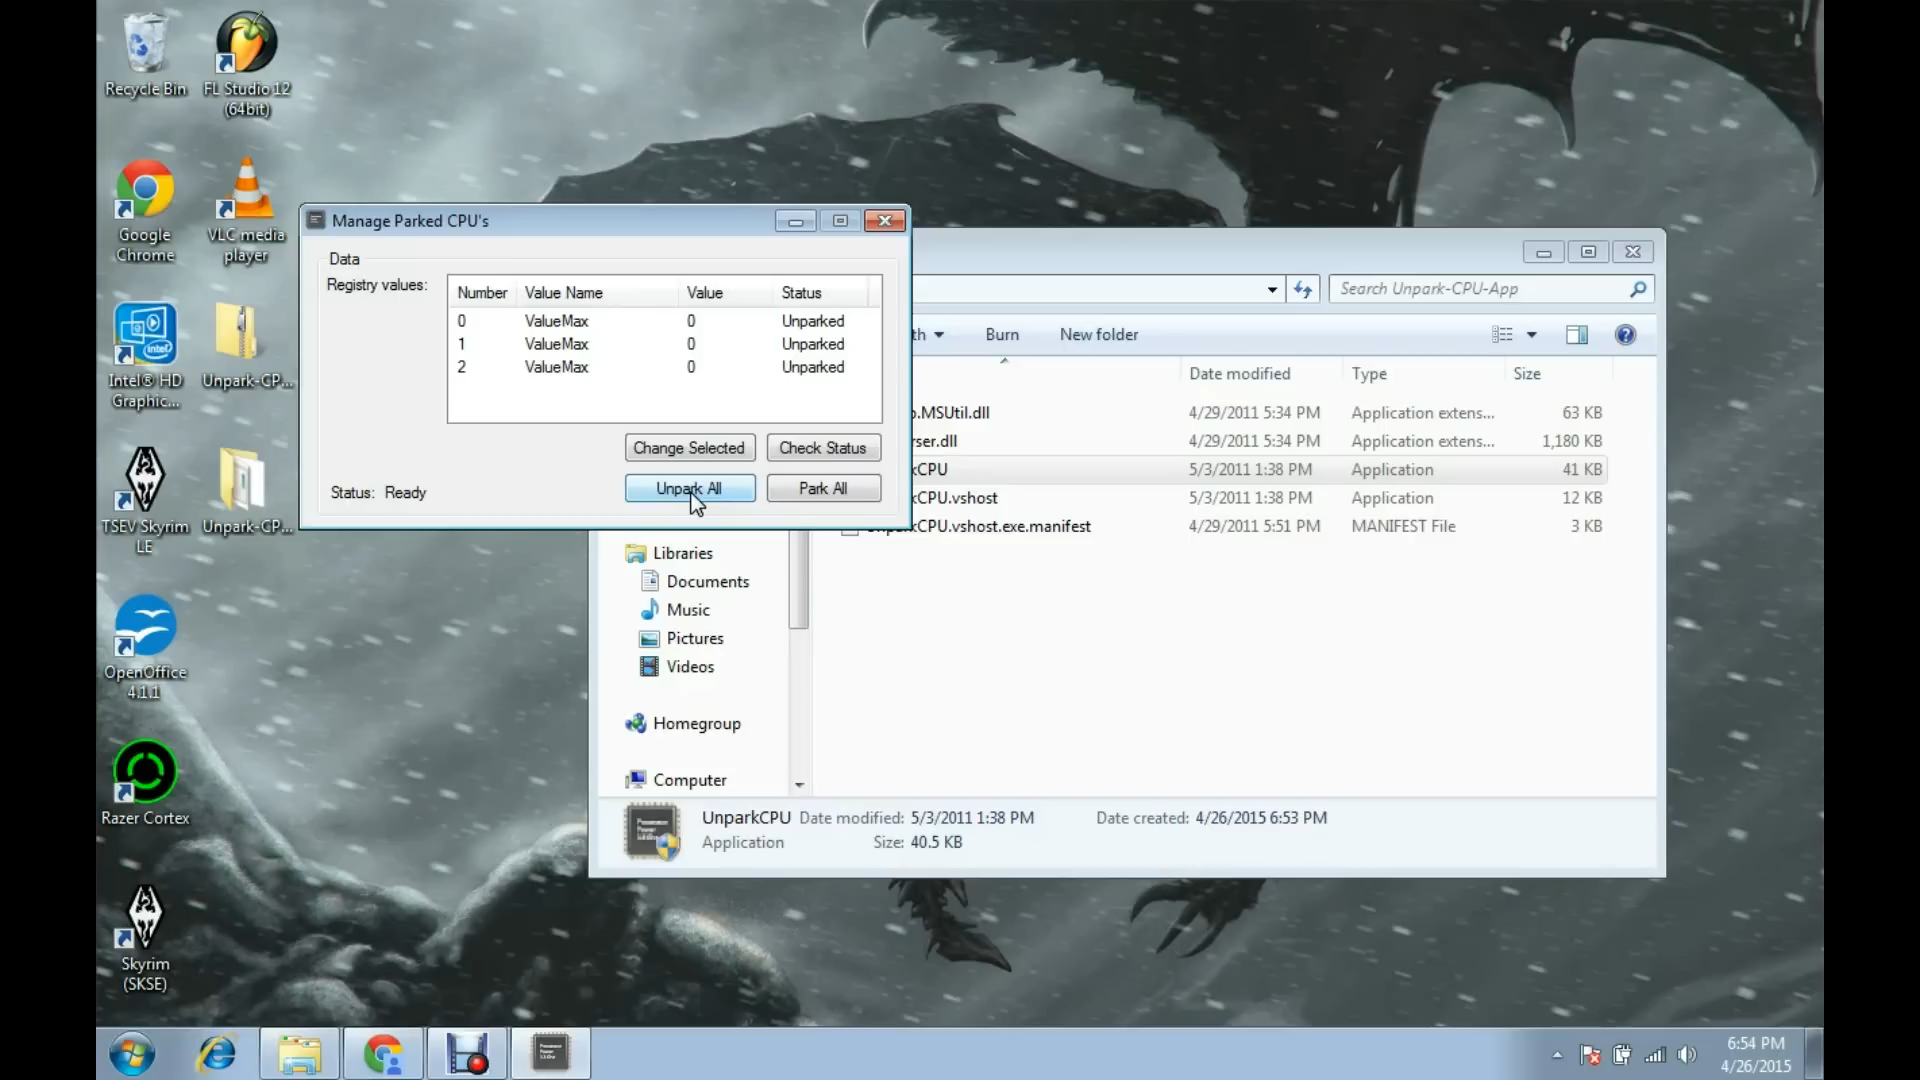 Recycle Bin
FL Studio 12
(64bit)
Google
Chrome
VLC media
player
Intel® HD
Graphic...
Unpark-CP...
TSEV Skyrim
LE
Unpark-CP...
OpenOffice
4.1.1
Razer Cortex
Skyrim
(SKSE)
Manage Parked CPU's
Data
Registry values:
Number Value Name Value Status
0 ValueMax 0 Unparked
1 ValueMax 0 Unparked
2 ValueMax 0 Unparked
Change Selected Check Status
Status: Ready
Unpark All Park All
Search Unpark-CPU-App
th Burn New folder
Date modified Type Size
.MSUtil.dll 4/29/2011 5:34 PM Application extens... 63 KB
ser.dll 4/29/2011 5:34 PM Application extens... 1,180 KB
CPU 5/3/2011 1:38 PM Application 41 KB
CPU.vshost 5/3/2011 1:38 PM Application 12 KB
UnparkCPU.vshost.exe.manifest 4/29/2011 5:51 PM MANIFEST File 3 KB
Libraries
Documents
Music
Pictures
Videos
Homegroup
Computer
UnparkCPU Date modified: 5/3/2011 1:38 PM Date created: 4/26/2015 6:53 PM
Application Size: 40.5 KB
6:54 PM
4/26/2015